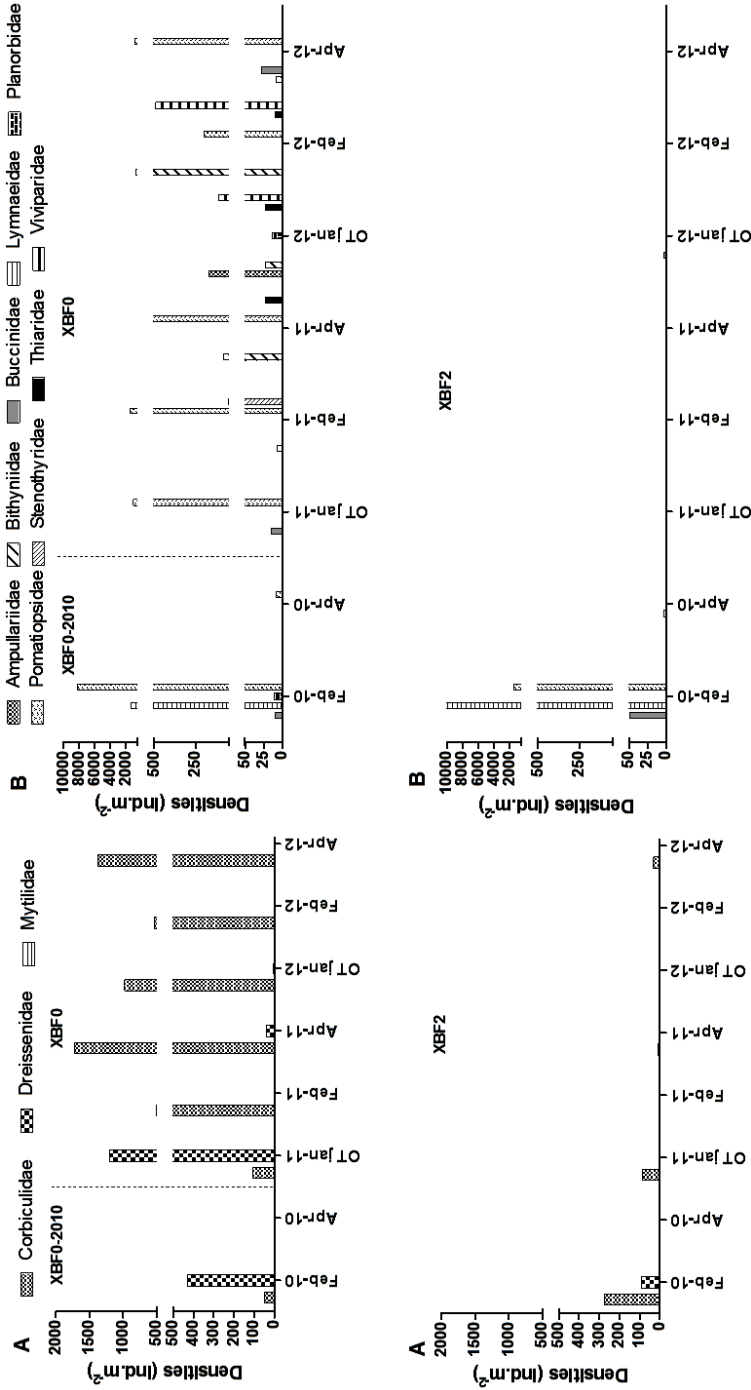 Corbiculidae Dreissenidae Mytilidae
A
XBF0-2010 XBF0
Densities (Ind.m-2)
2000
1500
1000
500
400
300
200
100
0
Feb-10 Apr-10 OT jan-11 Feb-11 Apr-11 OT jan-12 Feb-12 Apr-12
A
XBF2
Densities (Ind.m-2)
2000
1500
1000
500
500
400
300
200
100
0
Feb-10 Apr-10 OT jan-11 Feb-11 Apr-11 OT jan-12 Feb-12 Apr-12
Ampullariidae Bithyniidae Buccinidae Lymnaeidae Planorbidae
Pomatiopsidae Stenothyridae Thiaridae Viviparidae
B
XBF0-2010 XBF0
Densities (Ind.m-2)
10000
8000
6000
4000
2000
500
250
50
25
0
Feb-10 Apr-10 OT jan-11 Feb-11 Apr-11 OT jan-12 Feb-12 Apr-12
B
XBF2
Densities (Ind.m-2)
10000
8000
6000
4000
2000
500
250
50
25
0
Feb-10 Apr-10 OT jan-11 Feb-11 Apr-11 OT jan-12 Feb-12 Apr-12